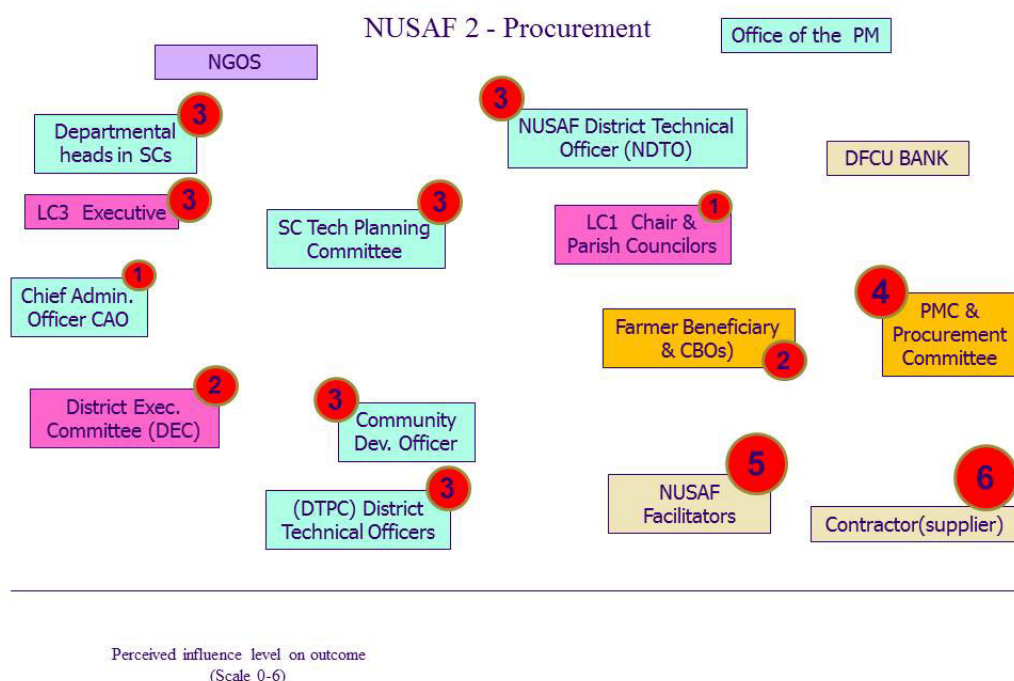 NUSAF 2 - Procurement
Office of the PM
NGOS
3
Departmental
heads in SCs
3
NUSAF District Technical
Officer (NDTO)
DFCU BANK
LC3 Executive
3
SC Tech Planning
Committee
3
LC1 Chair &
Parish Councilors
1
Chief Admin.
Officer CAO
1
Farmer Beneficiary
& CBOs)
2
4
PMC &
Procurement
Committee
District Exec.
Committee (DEC)
2
3
Community
Dev. Officer
(DTPC) District
Technical Officers
3
5
NUSAF
Facilitators
6
Contractor(supplier)
Perceived influence level on outcome
(Scale 0-6)